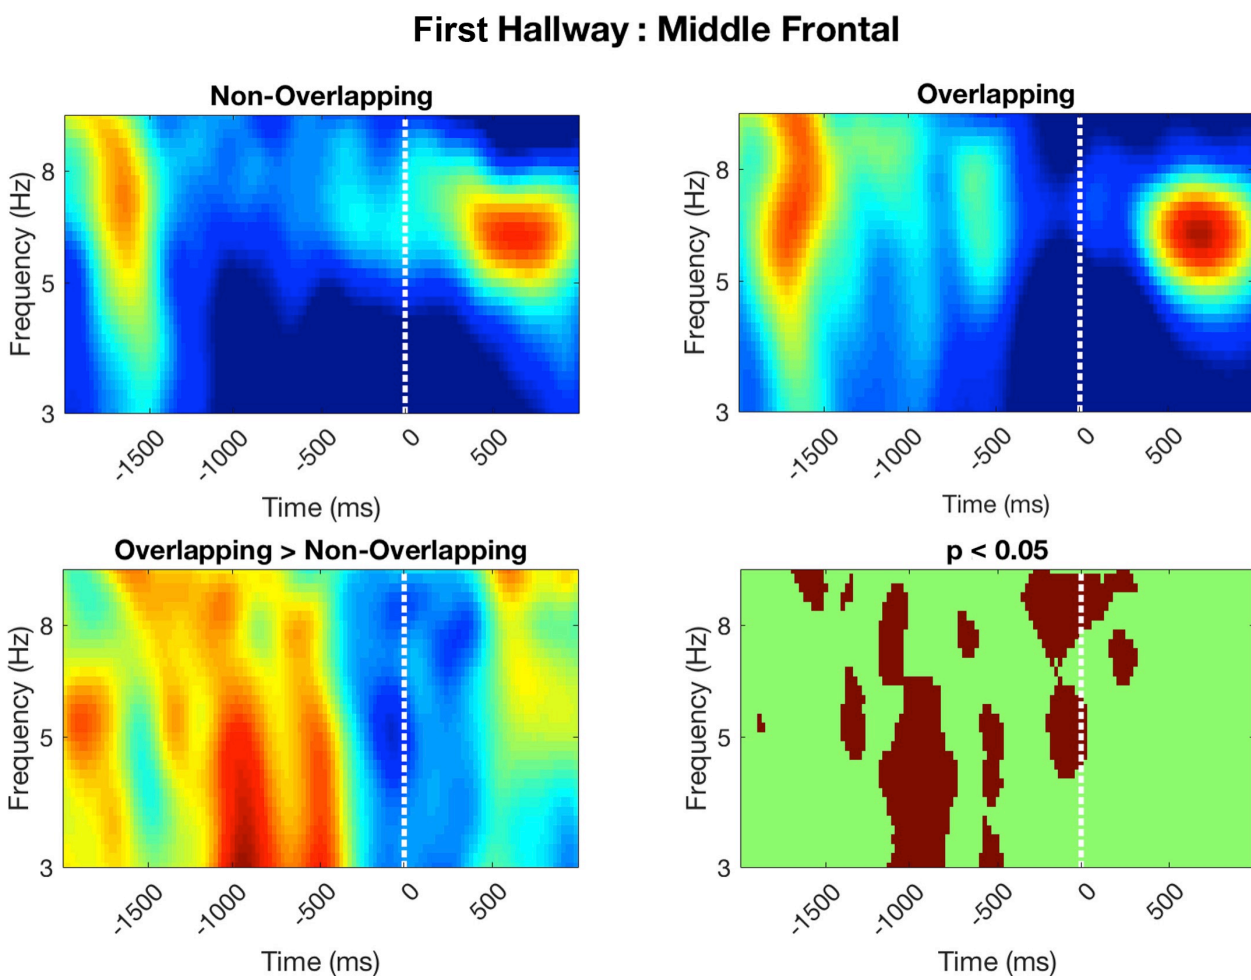 First Hallway : Middle Frontal
Non-Overlapping
Frequency (Hz)
8
5
3
-1500
-1000
-500
0
500
Time (ms)
Overlapping
Frequency (Hz)
8
5
3
-1500
-1000
-500
0
500
Time (ms)
Overlapping > Non-Overlapping
Frequency (Hz)
8
5
3
-1500
-1000
-500
0
500
Time (ms)
p < 0.05
Frequency (Hz)
8
5
3
-1500
-1000
-500
0
500
Time (ms)